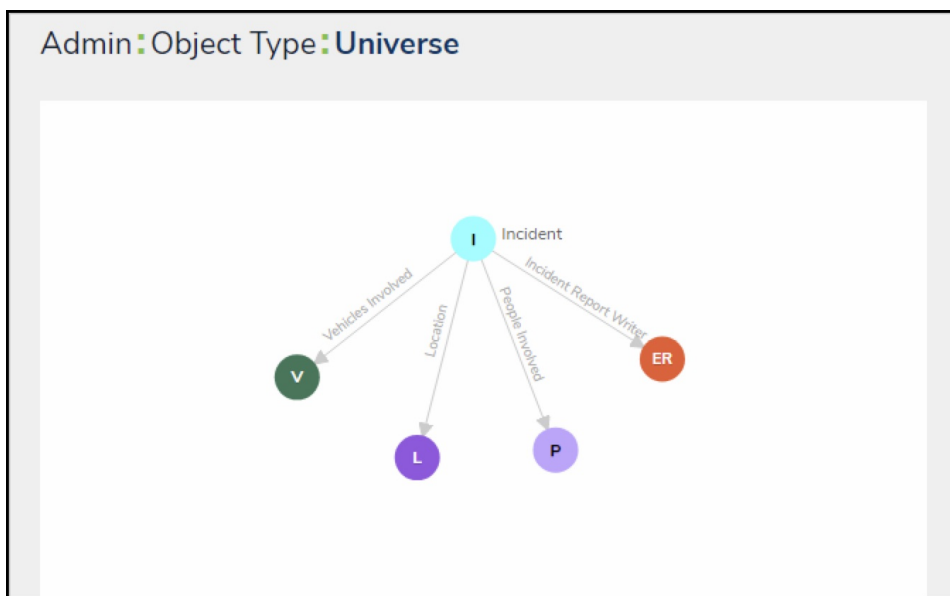 Admin:Object Type:Universe
I
Incident
Vehicles Involved
Location
People Involved
Incident Report Writer
V
L
P
ER